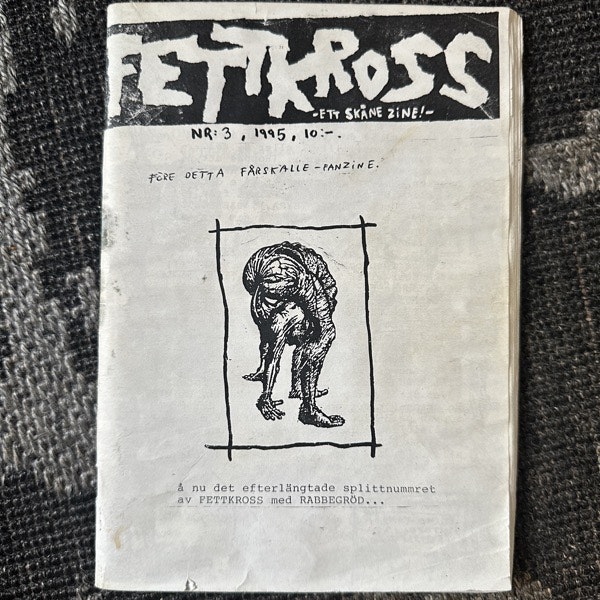 FETTKROSS
-ETT SKÅNE ZINE!-
NR: 3, 1995, 10:-.
FÖRE DETTA FÅRSKALLE-FANZINE.
å nu det efterlängtade splittnummret
av FETTKROSS med RABBEGRÖD...